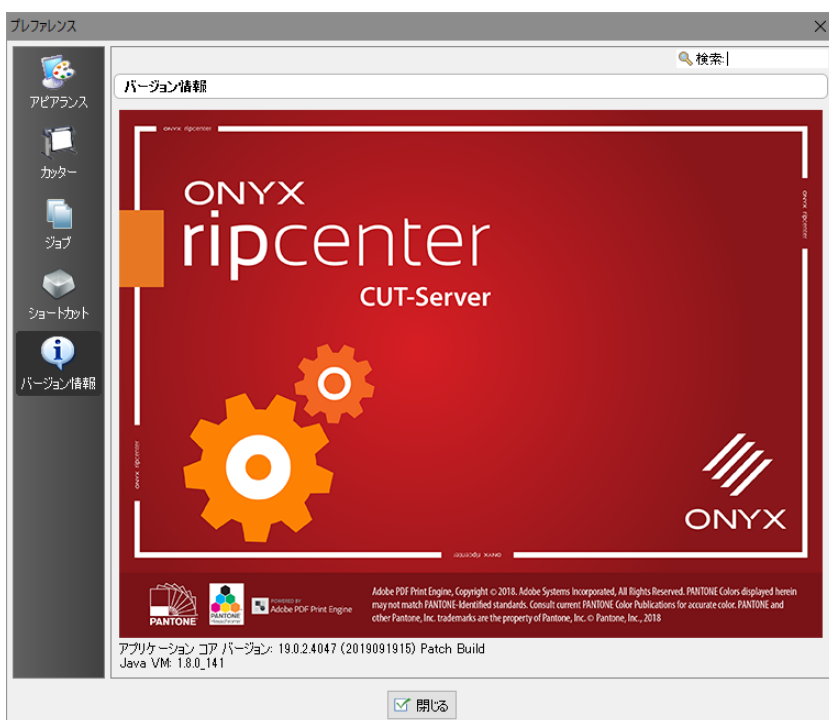 プレファレンス
検索:
アピアランス
カッター
ジョブ
ショートカット
バージョン情報
バージョン情報
ONYX ripcenter
ONYX
ripcenter
CUT-Server
ONYX ripcenter
ONYX ripcenter
ONYX ripcenter
ONYX
PANTONE
PANTONE
Hexachrome
POWERED BY
Adobe PDF Print Engine
Adobe PDF Print Engine, Copyright © 2018. Adobe Systems Incorporated, All Rights Reserved. PANTONE Colors displayed herein
may not match PANTONE-Identified standards. Consult current PANTONE Color Publications for accurate color. PANTONE and
other Pantone, Inc. trademarks are the property of Pantone, Inc. © Pantone, Inc., 2018
アプリケーション コア バージョン: 19.0.2.4047 (2019091915) Patch Build
Java VM: 1.8.0_141
閉じる